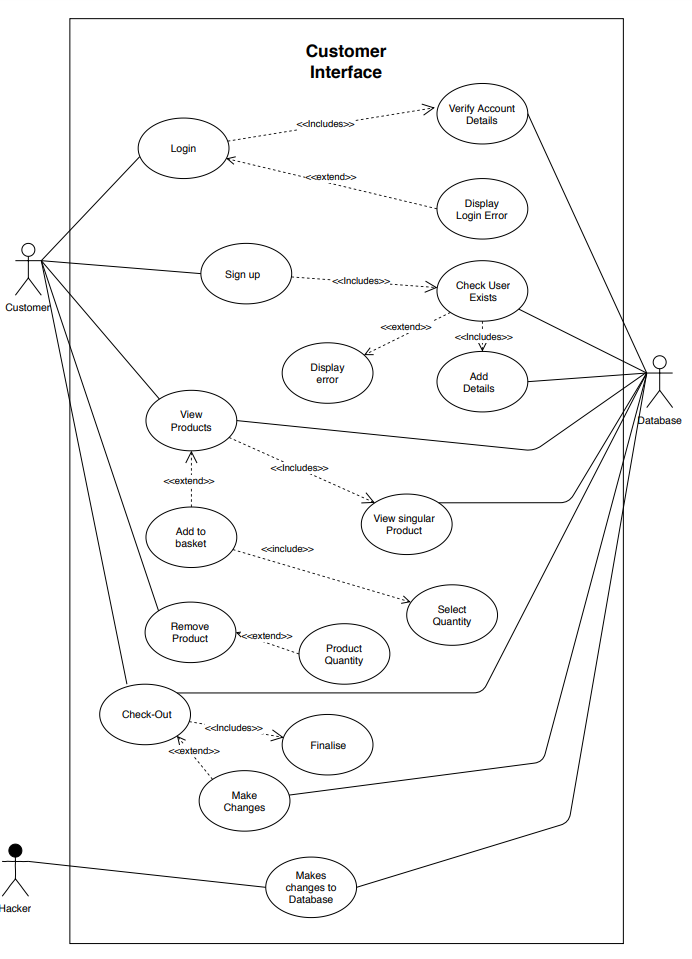 Customer
Interface
Verify Account
Details
<<Includes>>
Login
<<extend>>
Display
Login Error
Sign up
<<Includes>>
Check User
Exists
Customer
<<extend>>
<<Includes>>
Display
error
Add
Details
View
Products
Database
<<Includes>>
<<extend>>
View singular
Product
Add to
basket
<<include>>
Select
Quantity
Remove
Product
<<extend>>
Product
Quantity
Check-Out
<<Includes>>
Finalise
<<extend>>
Make
Changes
Makes
changes to
Database
Hacker